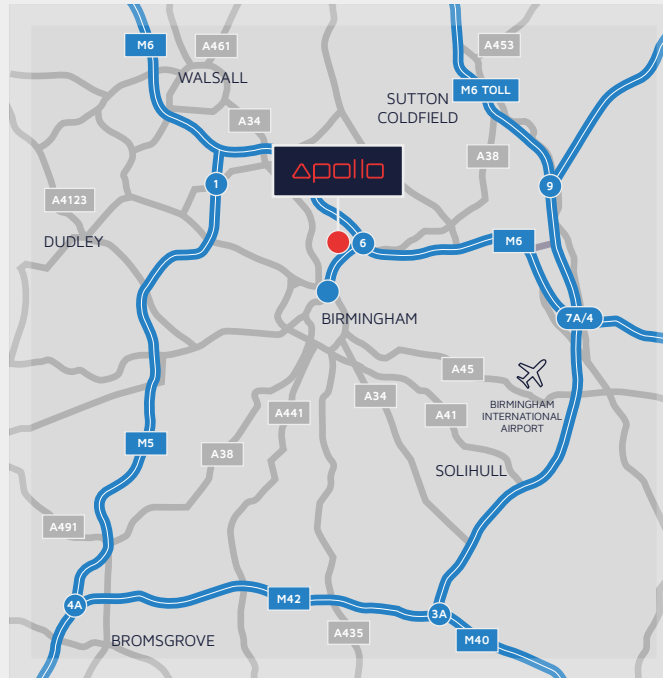 M6
A461
A453
WALSALL
M6 TOLL
SUTTON
COLDFIELD
A34
A38
apollo
1
9
A4123
DUDLEY
6
M6
BIRMINGHAM
7A/4
A45
A34
BIRMINGHAM
INTERNATIONAL
AIRPORT
A441
A41
M5
A38
SOLIHULL
A491
4A
M42
3A
BROMSGROVE
A435
M40